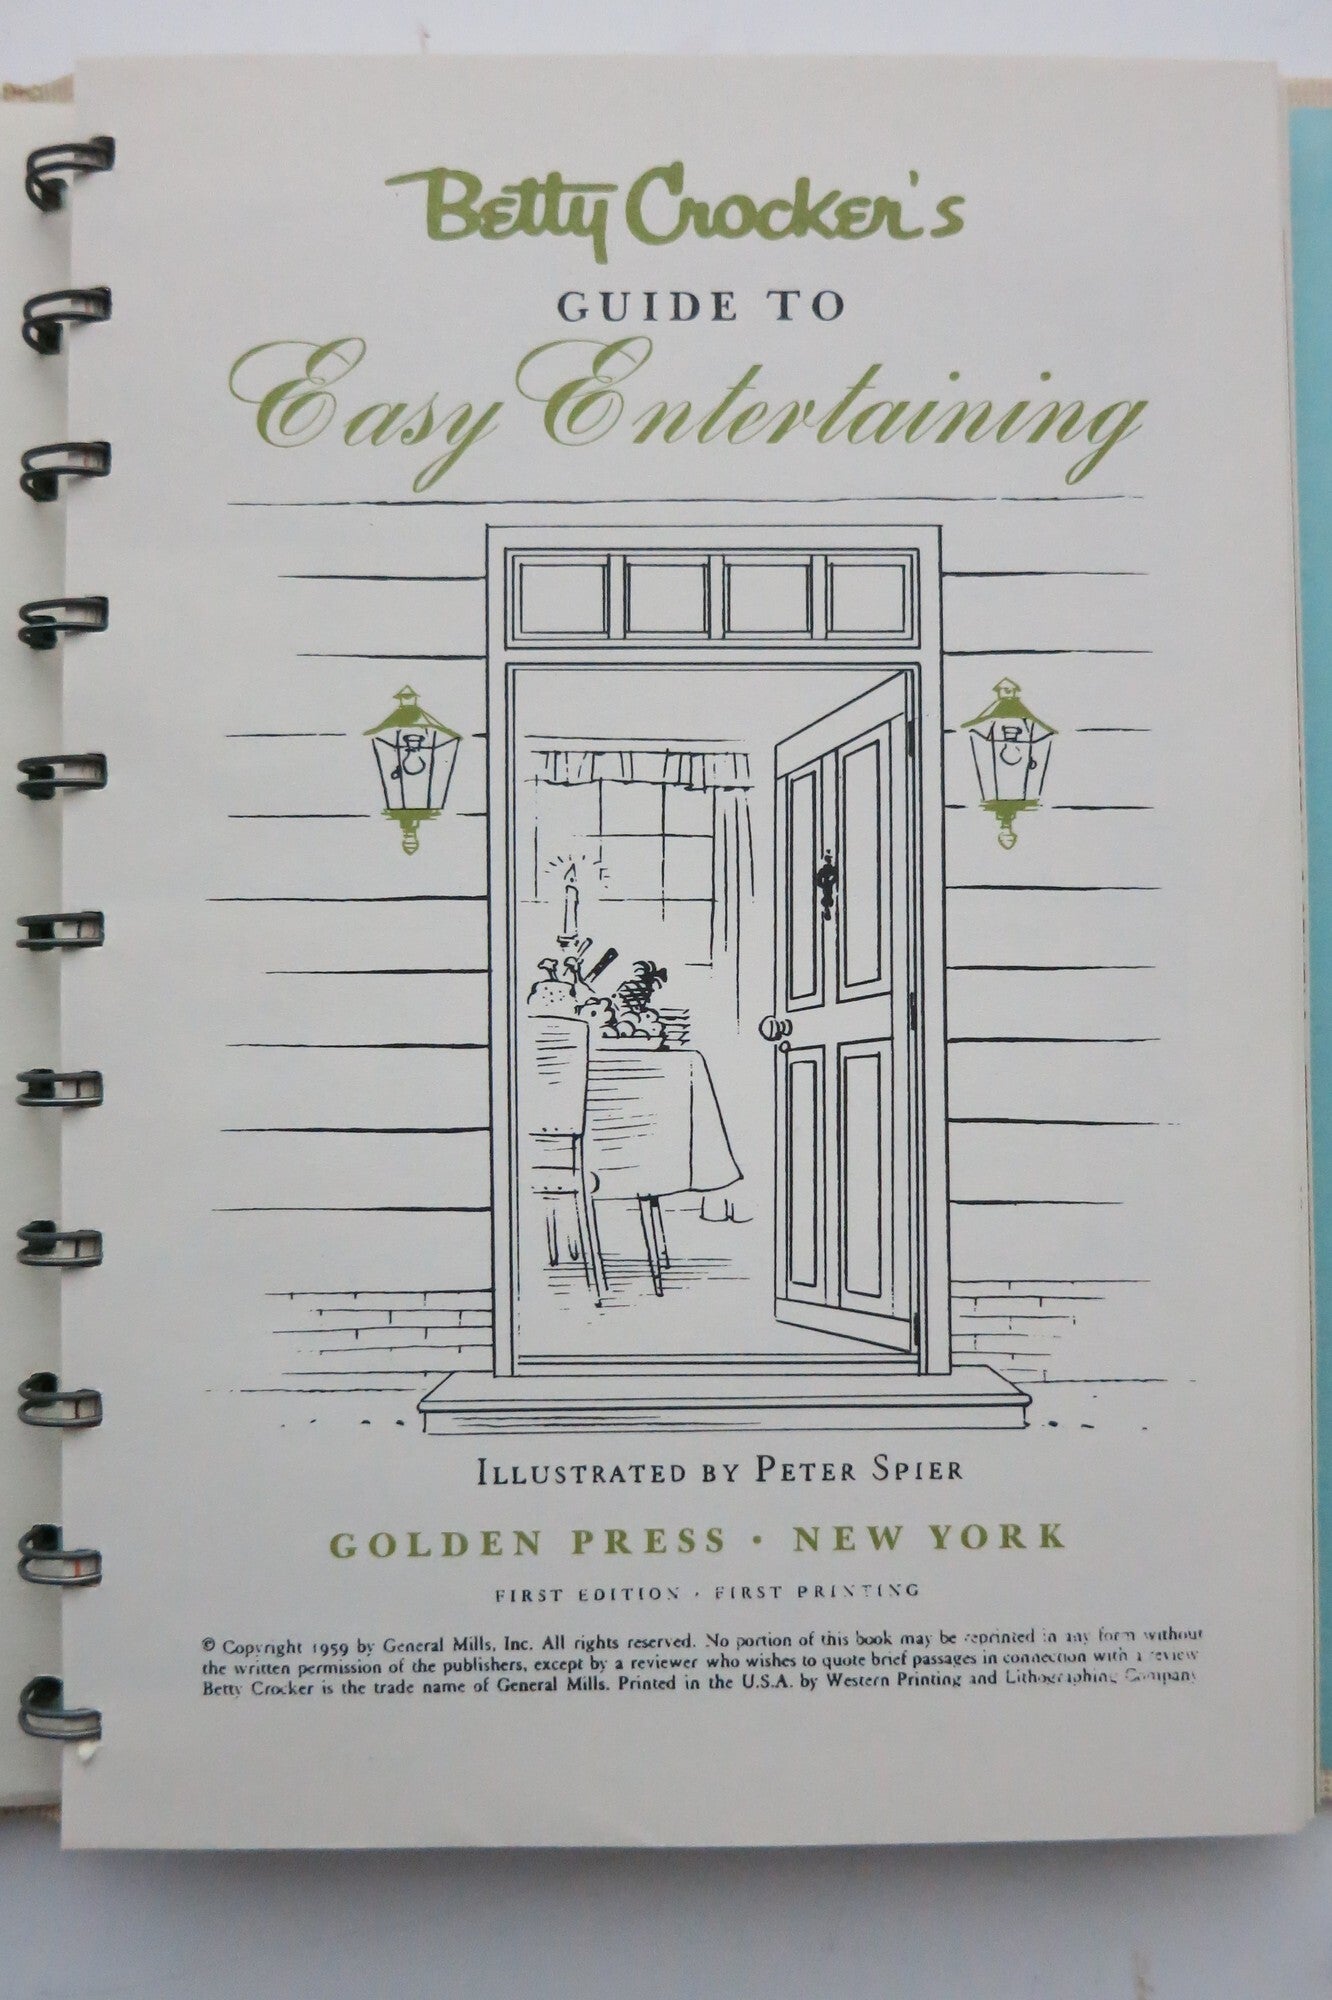 Betty Crocker's
GUIDE TO
Easy Entertaining
ILLUSTRATED BY PETER SPIER
GOLDEN PRESS • NEW YORK
FIRST EDITION • FIRST PRINTING
© Copyright 1959 by General Mills, Inc. All rights reserved. No portion of this book may be reprinted in any form without
the written permission of the publishers, except by a reviewer who wishes to quote brief passages in connection with a review
Betty Crocker is the trade name of General Mills. Printed in the U.S.A. by Western Printing and Lithographing Company